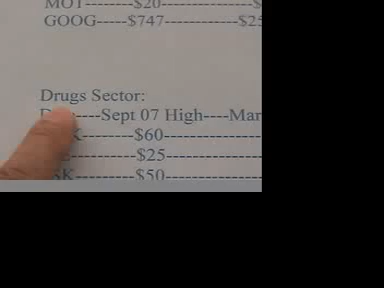 MOT-------$20-------------$
GOOG----$747-----------$25
Drugs Sector:
----Sept 07 High----Mar
---------$60-----------------
---------$25-----------------
---------$50-----------------